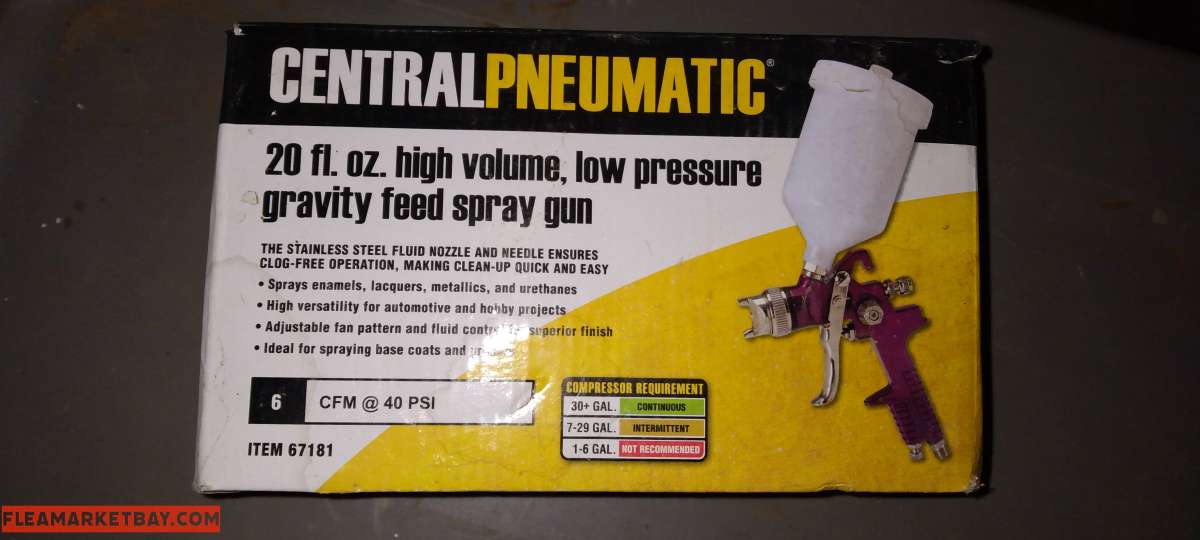 CENTRALPNEUMATIC®
20 fl. oz. high volume, low pressure
gravity feed spray gun
THE STAINLESS STEEL FLUID NOZZLE AND NEEDLE ENSURES
CLOG-FREE OPERATION, MAKING CLEAN-UP QUICK AND EASY
• Sprays enamels, lacquers, metallics, and urethanes
• High versatility for automotive and hobby projects
• Adjustable fan pattern and fluid control for superior finish
• Ideal for spraying base coats and
6 CFM @ 40 PSI
COMPRESSOR REQUIREMENT
30+ GAL. CONTINUOUS
7-29 GAL. INTERMITTENT
1-6 GAL. NOT RECOMMENDED
ITEM 67181
FLEAMARKETBAY.COM